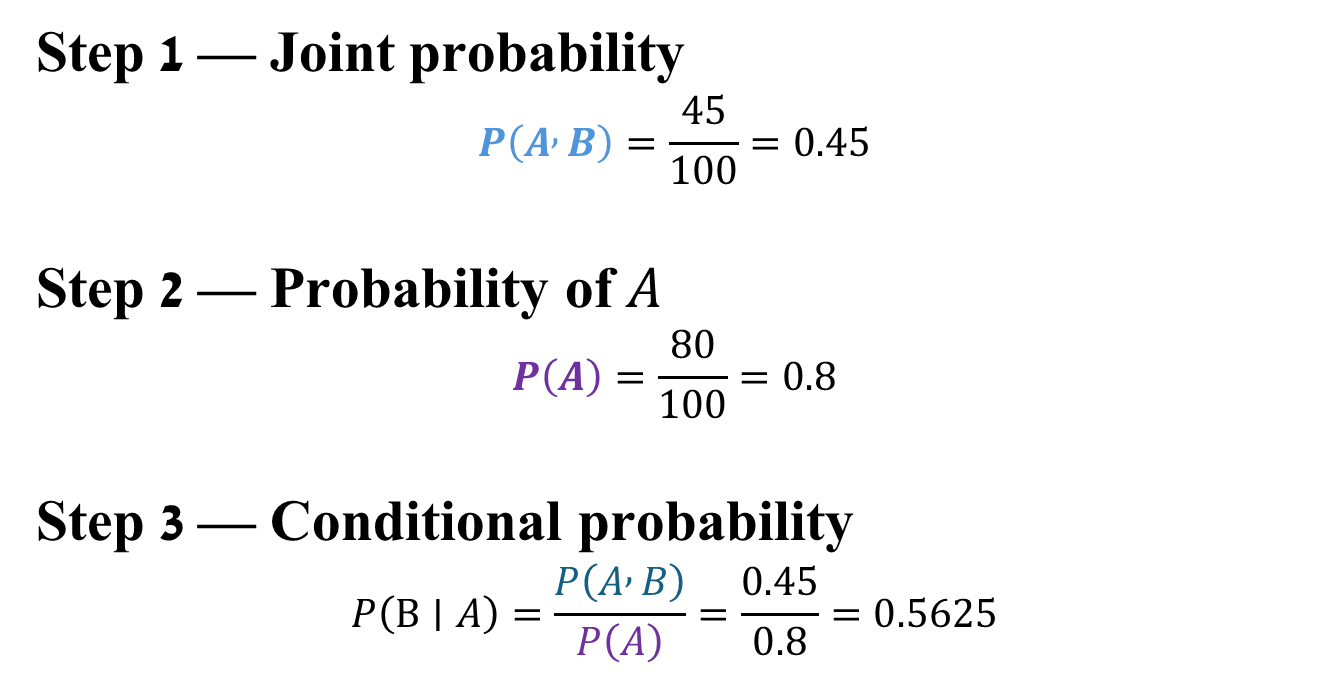 Step 1 — Joint probability
P(A, B) = 45/100 = 0.45
Step 2 — Probability of A
P(A) = 80/100 = 0.8
Step 3 — Conditional probability
P(B | A) = P(A, B)/P(A) = 0.45/0.8 = 0.5625